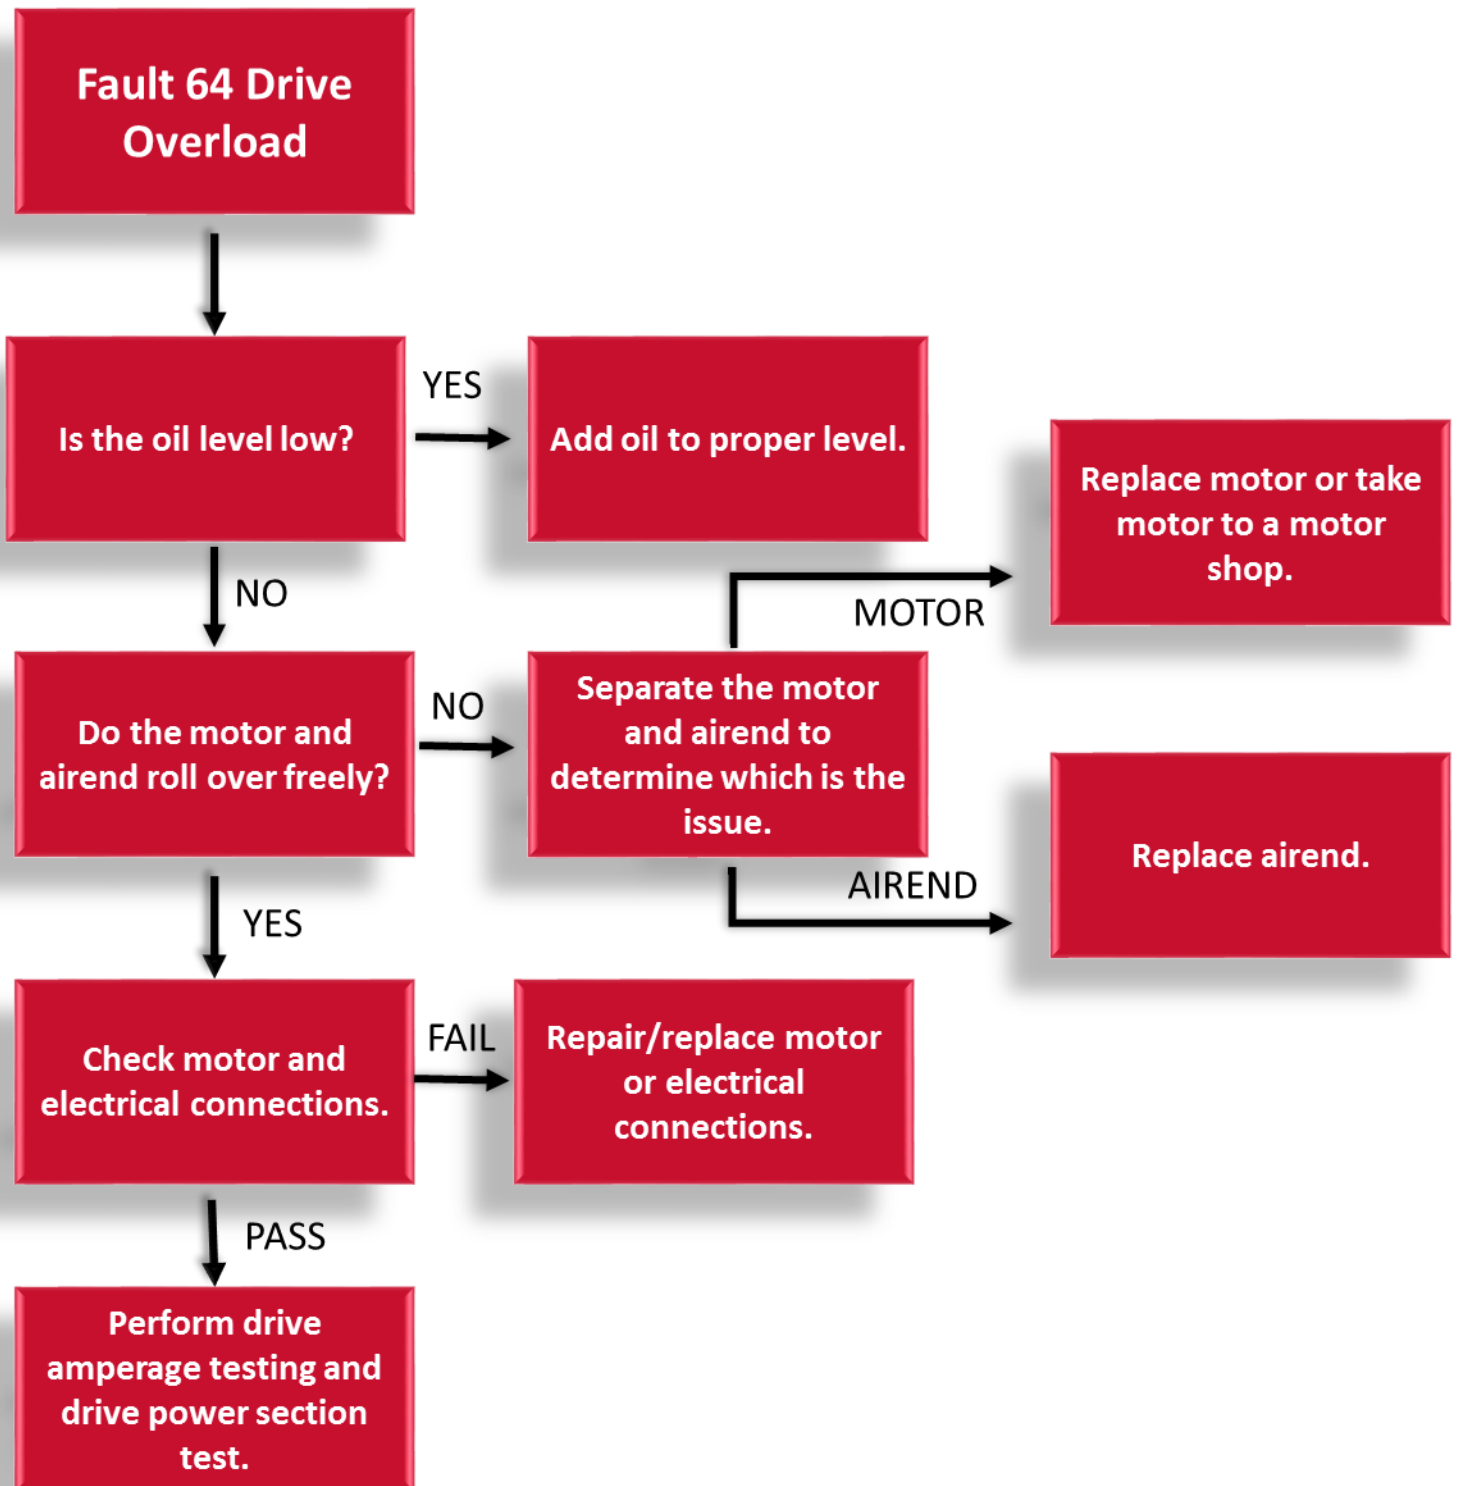 Fault 64 Drive
Overload
Is the oil level low?
YES
Add oil to proper level.
Replace motor or take
motor to a motor
shop.
MOTOR
NO
Do the motor and
airend roll over freely?
NO
Separate the motor
and airend to
determine which is the
issue.
AIREND
Replace airend.
YES
Check motor and
electrical connections.
FAIL
Repair/replace motor
or electrical
connections.
PASS
Perform drive
amperage testing and
drive power section
test.